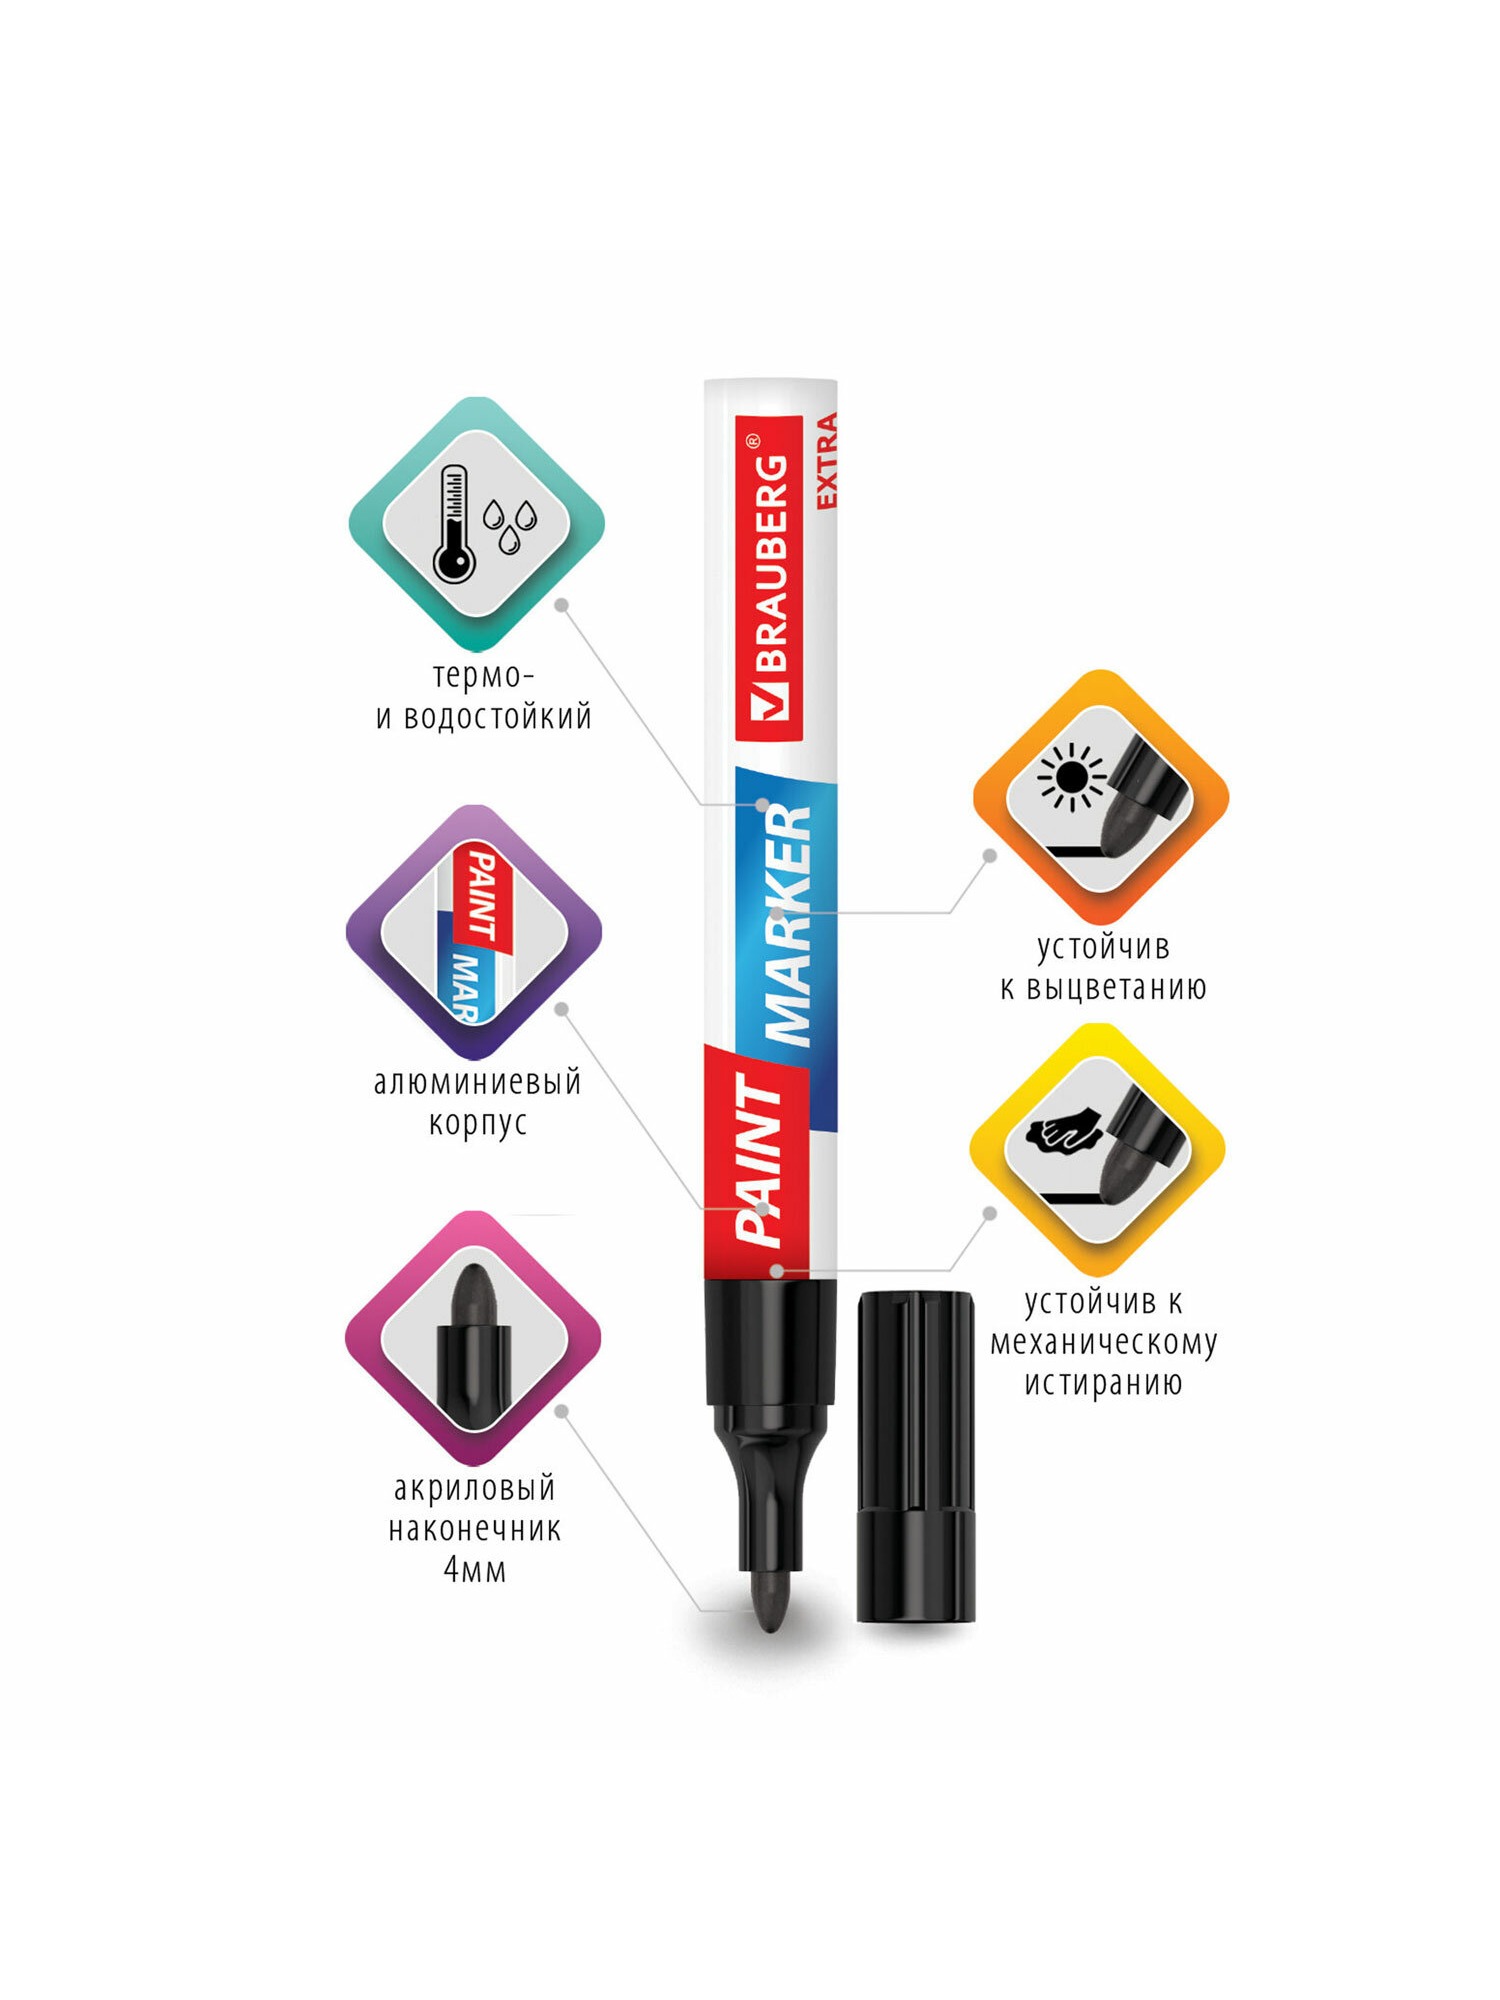 BRAUBERG®
EXTRA
MARKER
PAINT
термо-
и водостойкий
PAINT
MAR
алюминиевый
корпус
акриловый
наконечник
4мм
устойчив
к выцветанию
устойчив к
механическому
истиранию